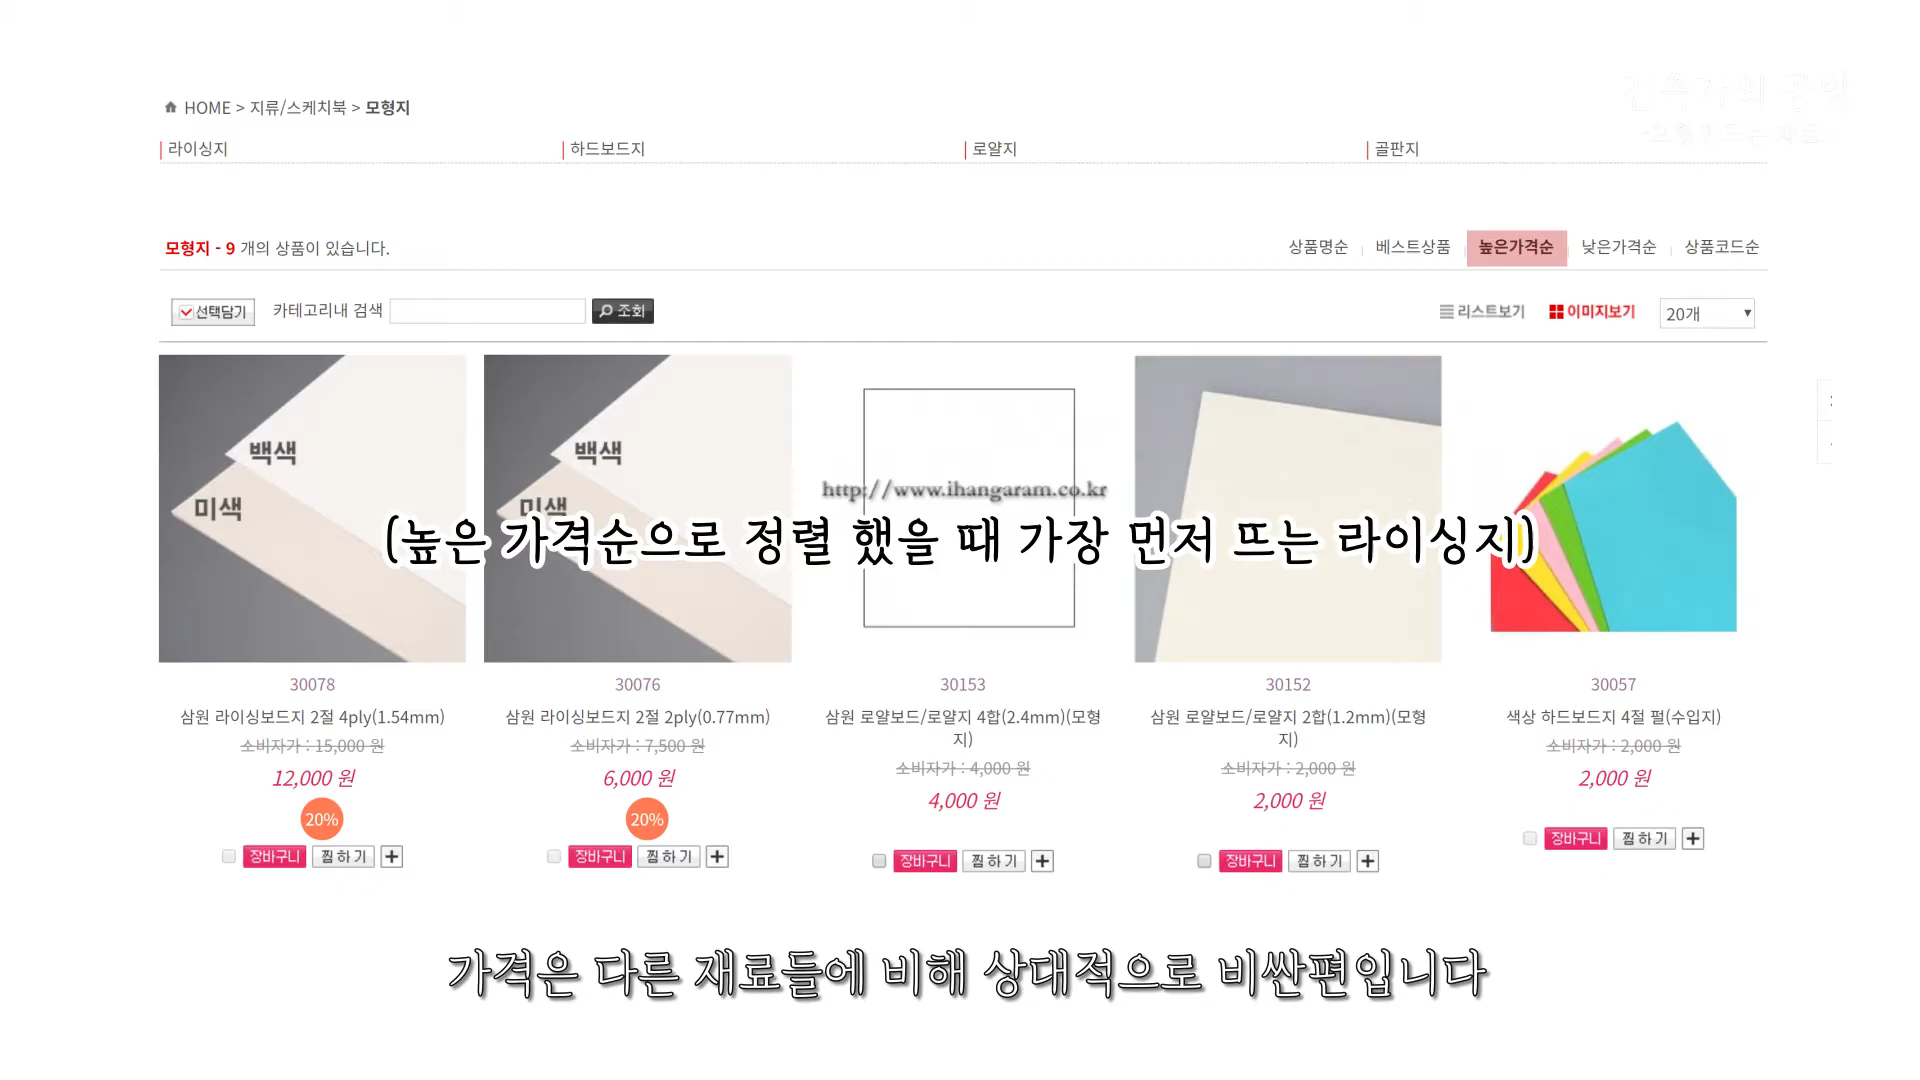 HOME > 지류/스케치북 > 모형지
라이싱지
하드보드지
로얄지
골판지
모형지 - 9 개의 상품이 있습니다.
상품명순
베스트상품
높은가격순
낮은가격순
상품코드순
선택담기
카테고리내 검색
조회
리스트보기
이미지보기
20개
백색
미색
백색
미색
http://www.ihangaram.co.kr
(높은 가격순으로 정렬 했을 때 가장 먼저 뜨는 라이싱지)
30078
삼원 라이싱보드지 2절 4ply(1.54mm)
소비자가 : 15,000 원
12,000 원
20%
장바구니 찜하기
30076
삼원 라이싱보드지 2절 2ply(0.77mm)
소비자가 : 7,500 원
6,000 원
20%
장바구니 찜하기
30153
삼원 로얄보드/로얄지 4합(2.4mm)(모형
지)
소비자가 : 4,000 원
4,000 원
장바구니 찜하기
30152
삼원 로얄보드/로얄지 2합(1.2mm)(모형
지)
소비자가 : 2,000 원
2,000 원
장바구니 찜하기
30057
색상 하드보드지 4절 펄(수입지)
소비자가 : 2,000 원
2,000 원
장바구니 찜하기
가격은 다른 재료들에 비해 상대적으로 비싼편입니다